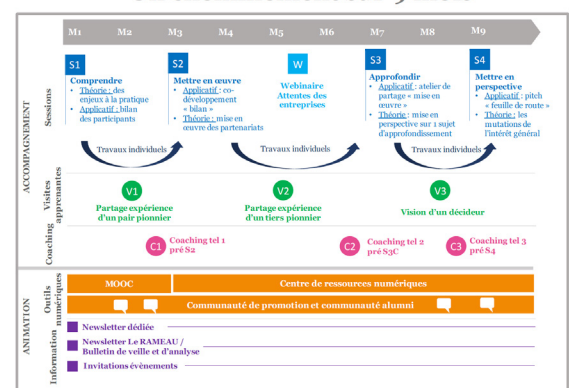 M1 M2 M3 M4 M5 M6 M7 M8 M9
ACCOMPAGNEMENT
Sessions
S1
Comprendre
• Théorie : des
enjeux à la pratique
• Applicatif : bilan
des participants
S2
Mettre en œuvre
• Applicatif : co-
développement
« bilan »
• Théorie : mise en
œuvre des partenariats
W
Webinaire
Attentes des
entreprises
S3
Approfondir
• Applicatif : atelier de
partage « mise en
œuvre »
• Théorie : mise en
perspective sur 1 sujet
d'approfondissement
S4
Mettre en
perspective
• Applicatif : pitch
« feuille de route »
• Théorie : les
mutations de
l'intérêt général
Travaux individuels
Travaux individuels
Travaux individuels
Visites
apprenantes
V1
Partage expérience
d'un pair pionnier
V2
Partage expérience
d'un tiers pionnier
V3
Vision d'un décideur
Coaching
C1
Coaching tel 1
pré S2
C2
Coaching tel 2
pré S3C
C3
Coaching tel 3
pré S4
ANIMATION
Outils
numériques
MOOC
Centre de ressources numériques
Communauté de promotion et communauté alumni
Information
Newsletter dédiée
Newsletter Le RAMEAU /
Bulletin de veille et d'analyse
Invitations évènements